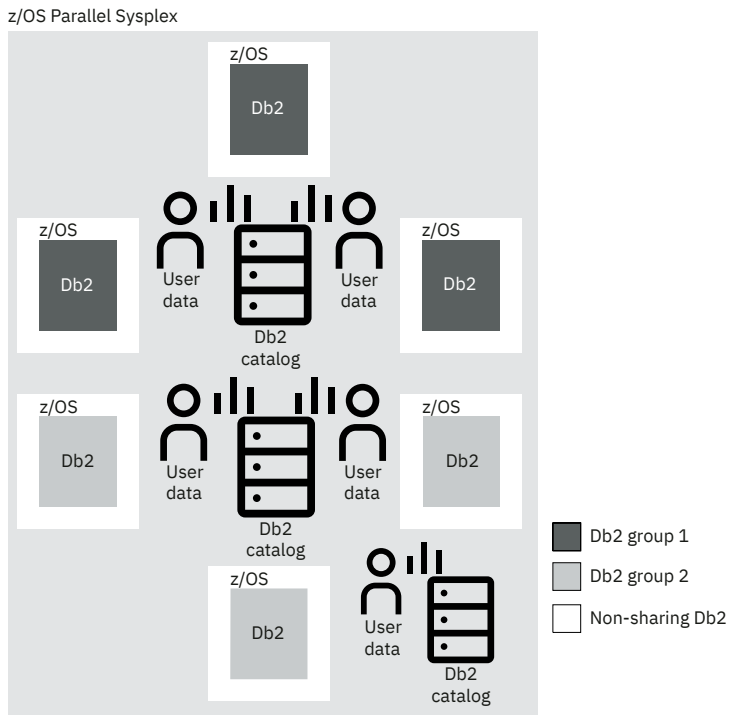 z/OS Parallel Sysplex
z/OS
Db2
z/OS
Db2
User
data
User
data
z/OS
Db2
Db2
catalog
z/OS
Db2
User
data
User
data
z/OS
Db2
Db2
catalog
z/OS
Db2
User
data
Db2
catalog
Db2 group 1
Db2 group 2
Non-sharing Db2